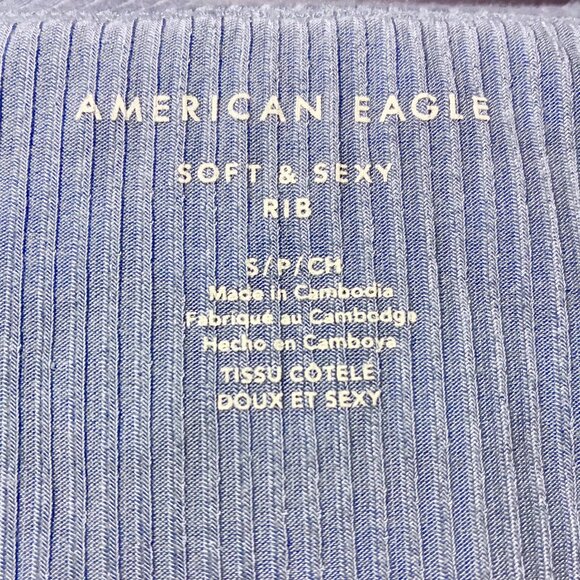 AMERICAN EAGLE
SOFT & SEXY
RIB
S/P/CH
Made in Cambodia
Fabriqué au Cambodge
Hecho en Camboya
TISSU CÔTELÉ
DOUX ET SEXY